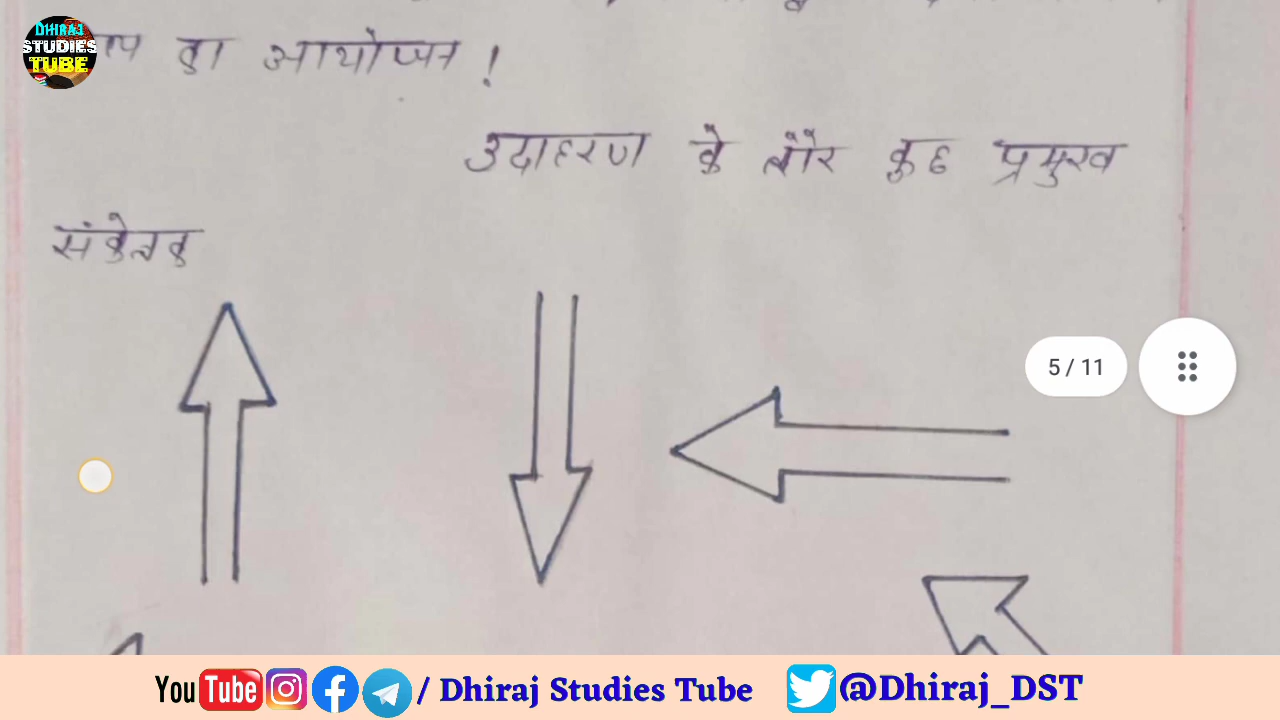 DHIRAJ
STUDIES
TUBE
का आयोजन !
उदाहरण के तौर कुछ प्रमुख
संकेतक
5 / 11
You Tube / Dhiraj Studies Tube @Dhiraj_DST